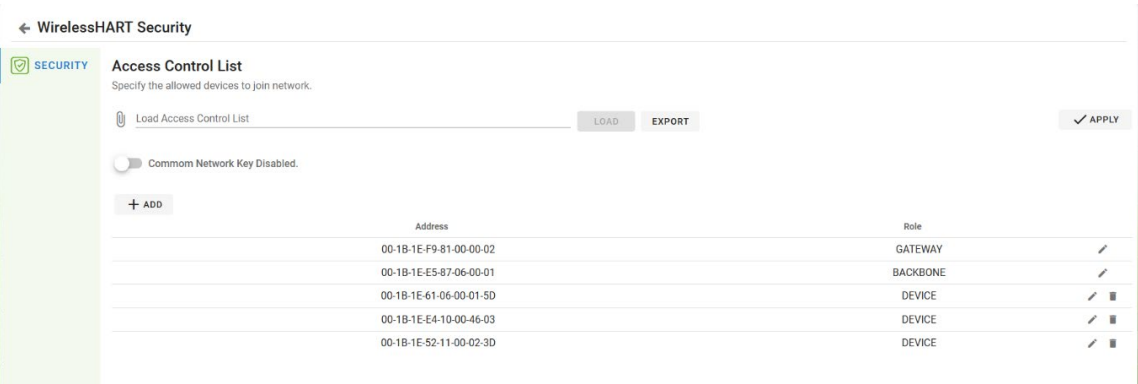 WirelessHART Security
SECURITY
Access Control List
Specify the allowed devices to join network.
Load Access Control List LOAD EXPORT APPLY
Commom Network Key Disabled.
+ ADD
Address Role
00-1B-1E-F9-81-00-00-02 GATEWAY
00-1B-1E-E5-87-06-00-01 BACKBONE
00-1B-1E-61-06-00-01-5D DEVICE
00-1B-1E-E4-10-00-46-03 DEVICE
00-1B-1E-52-11-00-02-3D DEVICE